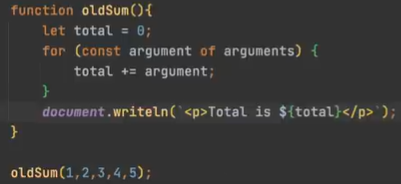 function oldSum(){
    let total = 0;
    for (const argument of arguments) {
        total += argument;
    }
    document.writeln(`<p>Total is ${total}</p>`);
}

oldSum(1,2,3,4,5);